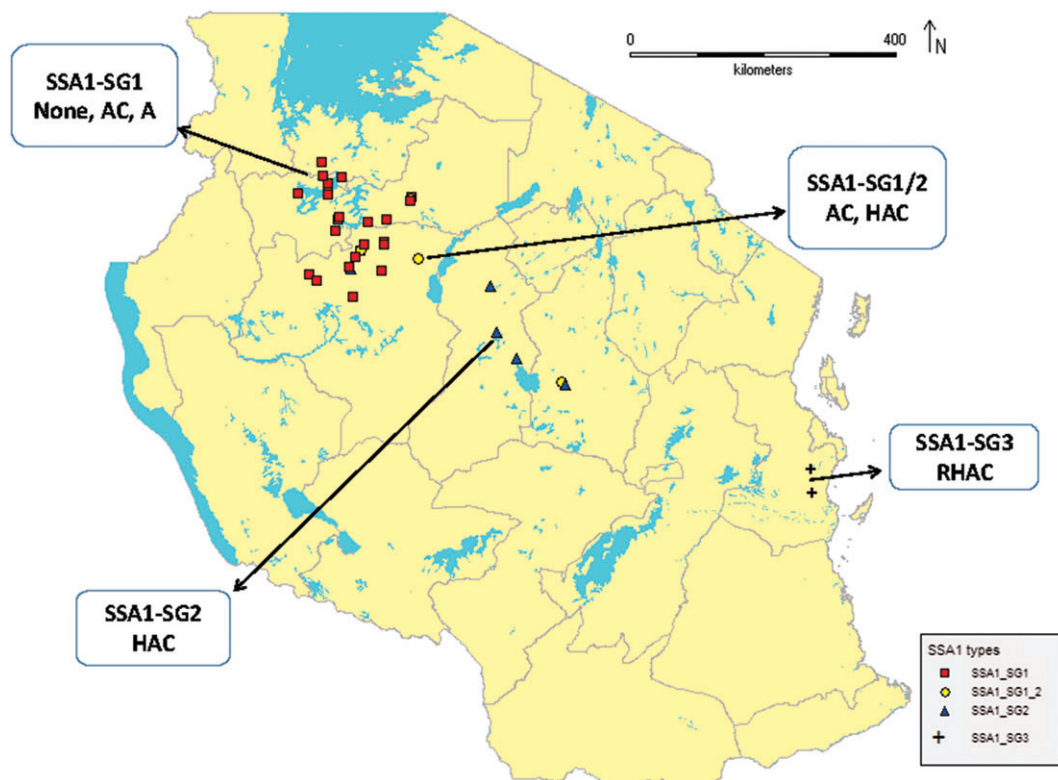 0 400
kilometers
N
SSA1-SG1
None, AC, A
SSA1-SG1/2
AC, HAC
SSA1-SG3
RHAC
SSA1-SG2
HAC
SSA1 types
SSA1_SG1
SSA1_SG1_2
SSA1_SG2
SSA1_SG3